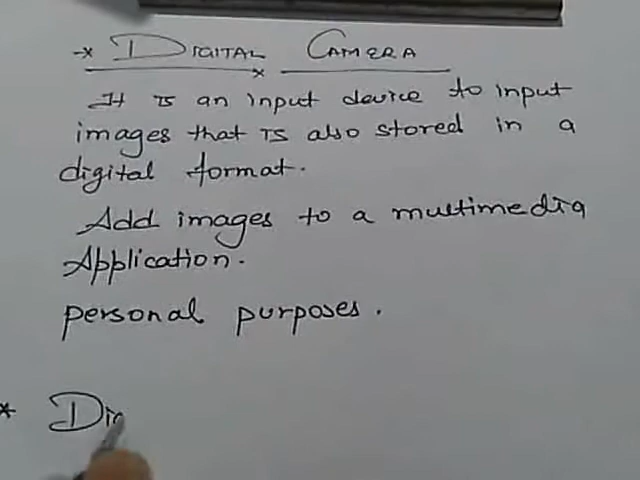 Digital Camera
It is an input device to input
images that is also stored in a
digital format.
Add images to a multimedia
Application.
personal purposes.
* Di